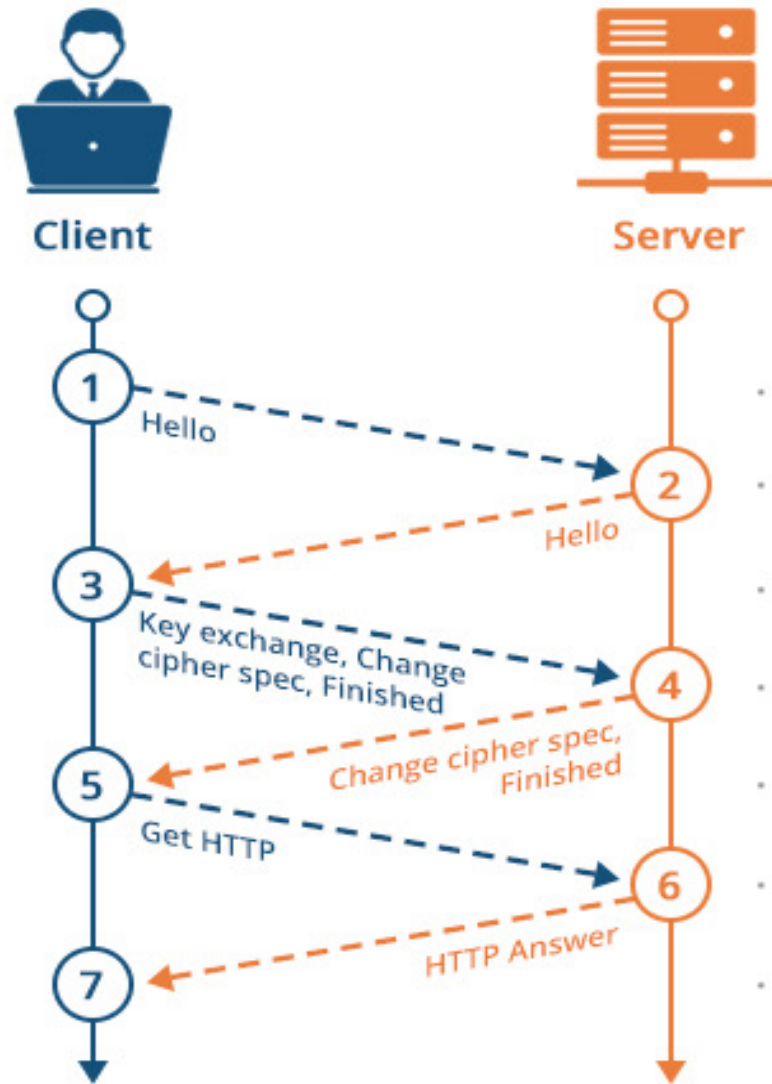 Client
Server
1
Hello
2
Hello
3
Key exchange, Change
cipher spec, Finished
4
Change cipher spec,
Finished
5
Get HTTP
6
HTTP Answer
7